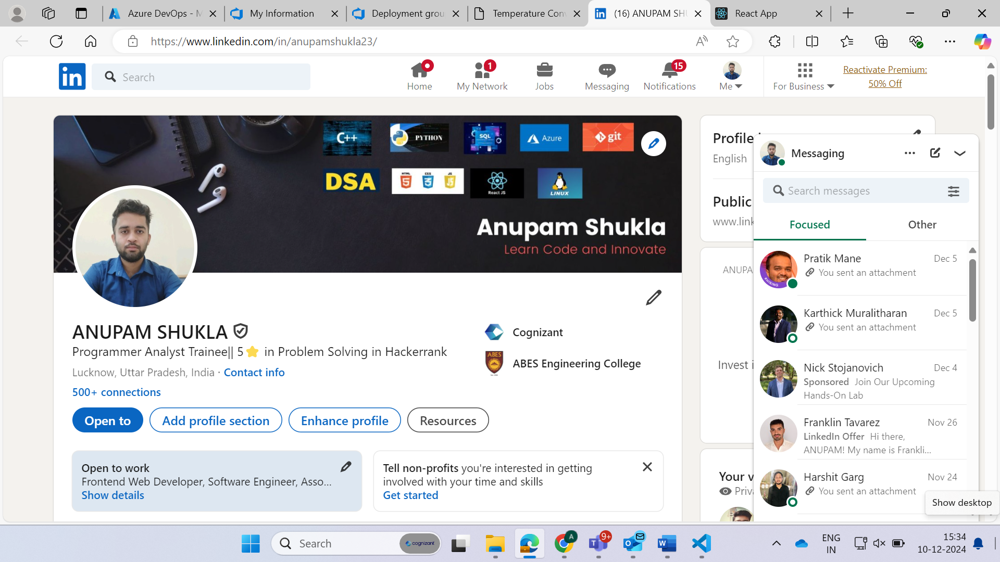 Azure DevOps - M
My Information
Deployment grou
Temperature Con
(16) ANUPAM SHU
React App
https://www.linkedin.com/in/anupamshukla23/
in
Search
Home
1
My Network
Jobs
Messaging
15
Notifications
Me
For Business
Reactivate Premium:
50% Off
C++
PYTHON
SQL
Azure
git
DSA
HTML
CSS
JS
React JS
LINUX
Anupam Shukla
Learn Code and Innovate
ANUPAM SHUKLA
Programmer Analyst Trainee|| 5⭐ in Problem Solving in Hackerrank
Lucknow, Uttar Pradesh, India · Contact info
500+ connections
Cognizant
ABES
ABES Engineering College
Open to
Add profile section
Enhance profile
Resources
Open to work
Frontend Web Developer, Software Engineer, Asso...
Show details
Tell non-profits you're interested in getting
involved with your time and skills
Get started
Profile
English
Public
www.link
ANUPA
Invest i
Your v
Priva
Messaging
Search messages
Focused
Other
Pratik Mane
Dec 5
You sent an attachment
#HIRING
Karthick Muralitharan
Dec 5
You sent an attachment
Nick Stojanovich
Dec 4
Sponsored Join Our Upcoming
Hands-On Lab
Franklin Tavarez
Nov 26
LinkedIn Offer Hi there,
ANUPAM! My name is Frankli...
Harshit Garg
Nov 24
You sent an attachment
Show desktop
Search
cognizant
A
9+
ENG
IN
15:34
10-12-2024